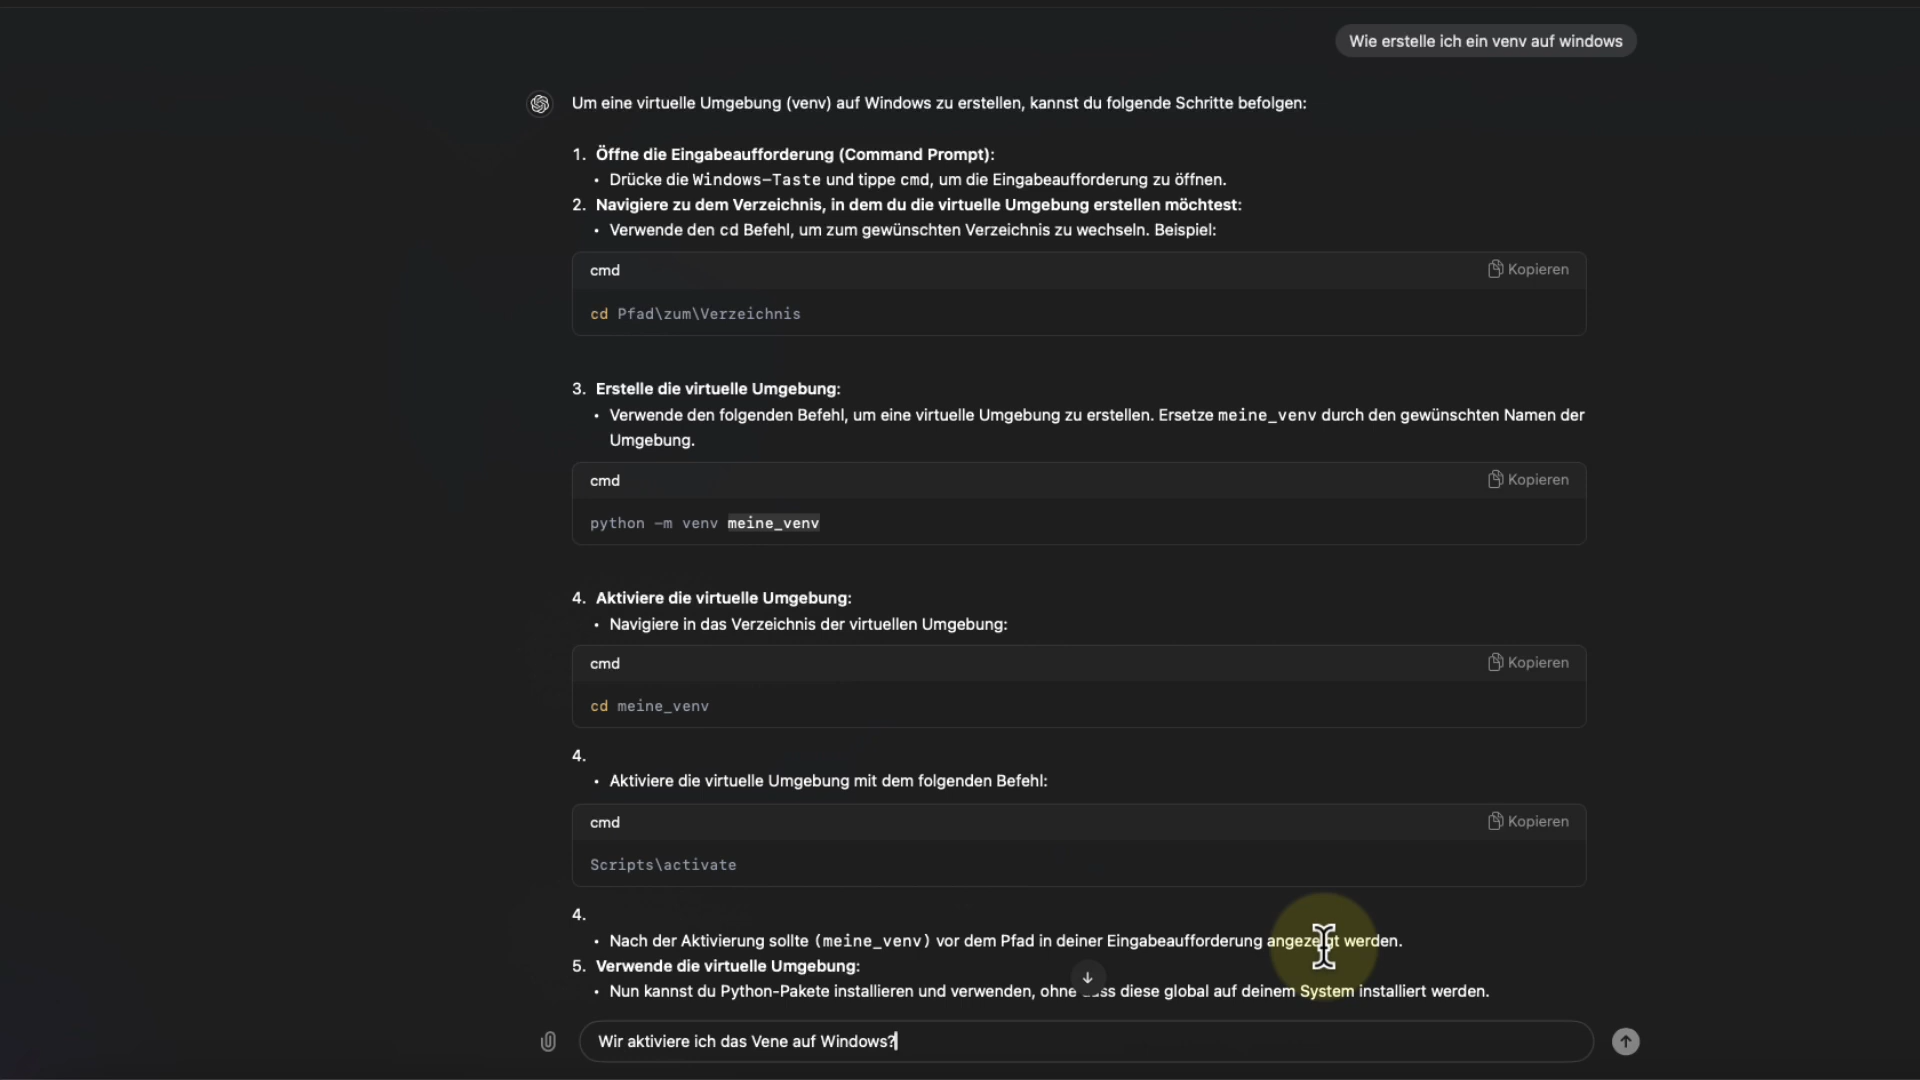 Wie erstelle ich ein venv auf windows
Um eine virtuelle Umgebung (venv) auf Windows zu erstellen, kannst du folgende Schritte befolgen:
1. Öffne die Eingabeaufforderung (Command Prompt):
• Drücke die Windows-Taste und tippe cmd, um die Eingabeaufforderung zu öffnen.
2. Navigiere zu dem Verzeichnis, in dem du die virtuelle Umgebung erstellen möchtest:
• Verwende den cd Befehl, um zum gewünschten Verzeichnis zu wechseln. Beispiel:
cmd Kopieren
cd Pfad\zum\Verzeichnis
3. Erstelle die virtuelle Umgebung:
• Verwende den folgenden Befehl, um eine virtuelle Umgebung zu erstellen. Ersetze meine_venv durch den gewünschten Namen der
Umgebung.
cmd Kopieren
python -m venv meine_venv
4. Aktiviere die virtuelle Umgebung:
• Navigiere in das Verzeichnis der virtuellen Umgebung:
cmd Kopieren
cd meine_venv
4.
• Aktiviere die virtuelle Umgebung mit dem folgenden Befehl:
cmd Kopieren
Scripts\activate
4.
• Nach der Aktivierung sollte (meine_venv) vor dem Pfad in deiner Eingabeaufforderung angezeigt werden.
5. Verwende die virtuelle Umgebung:
• Nun kannst du Python-Pakete installieren und verwenden, ohne dass diese global auf deinem System installiert werden.
Wir aktiviere ich das Vene auf Windows?